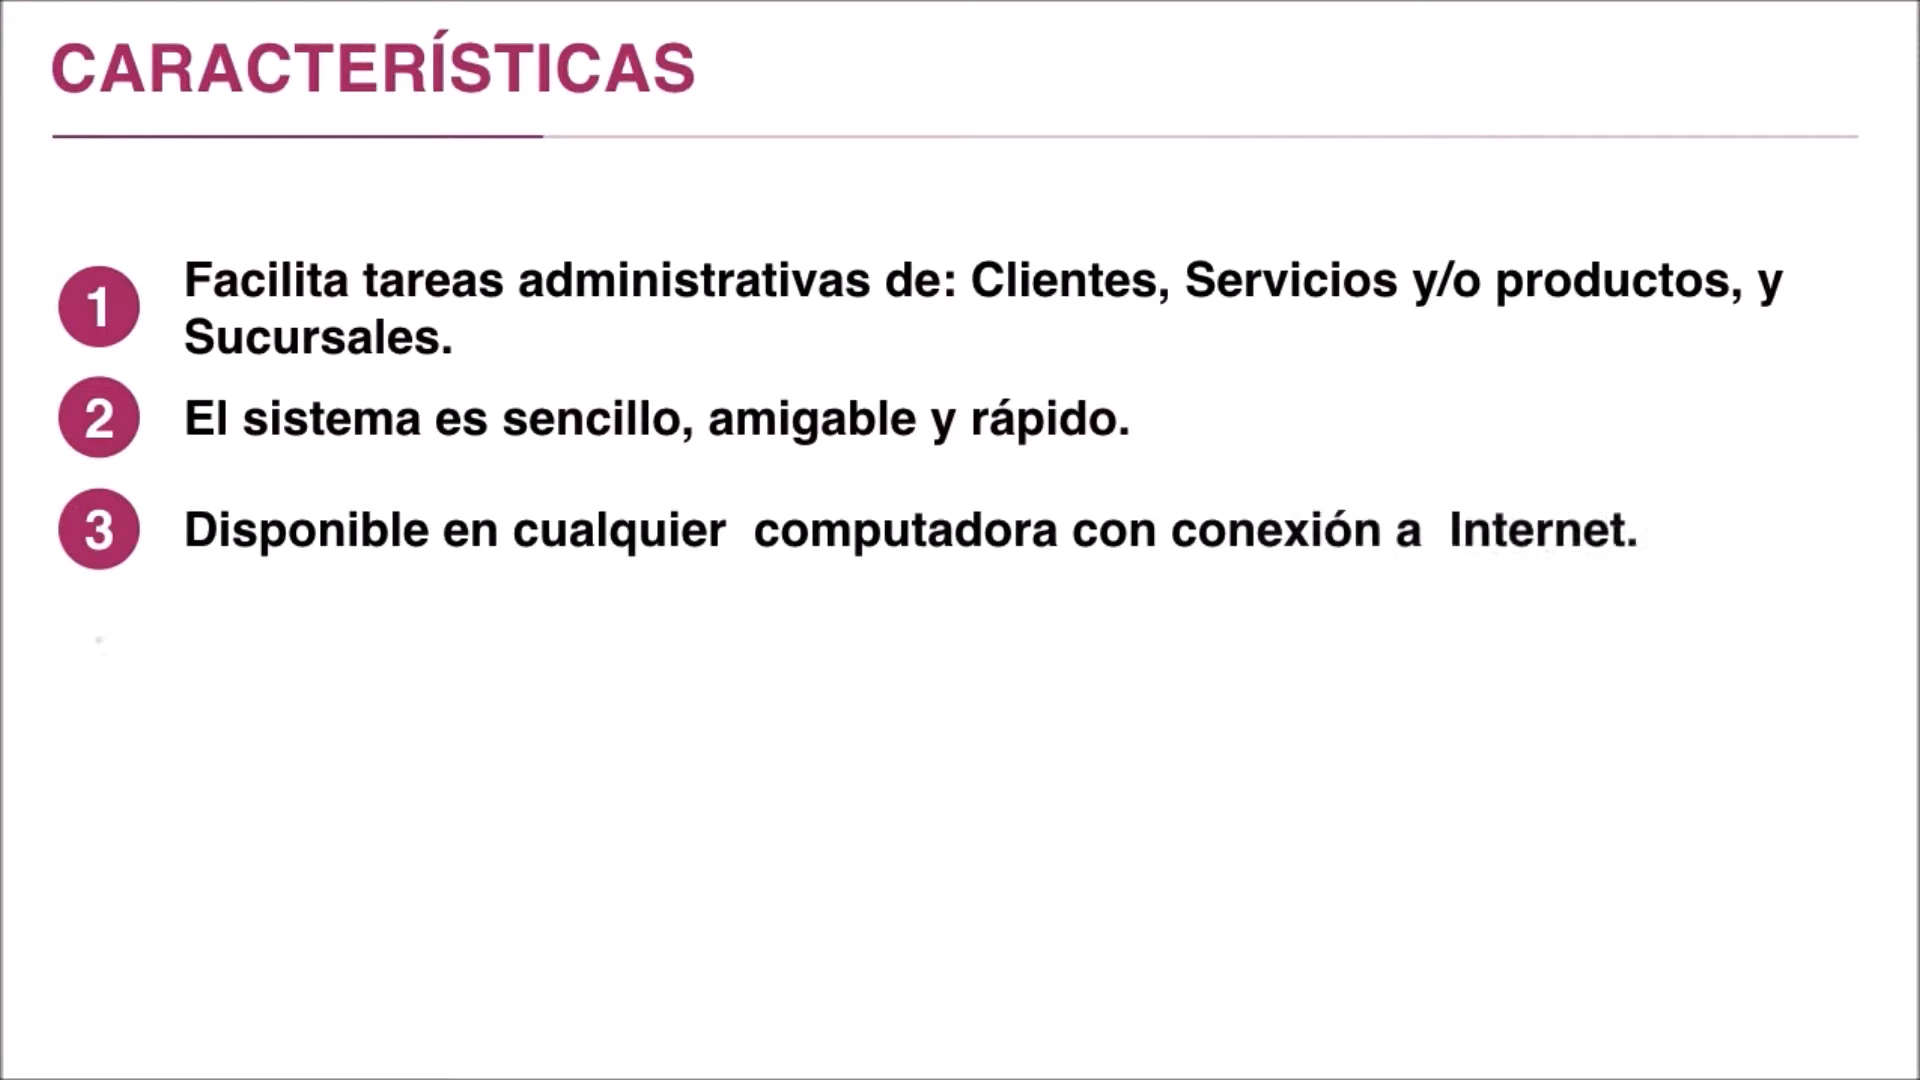 CARACTERÍSTICAS
1 Facilita tareas administrativas de: Clientes, Servicios y/o productos, y
Sucursales.
2 El sistema es sencillo, amigable y rápido.
3 Disponible en cualquier  computadora con conexión a  Internet.